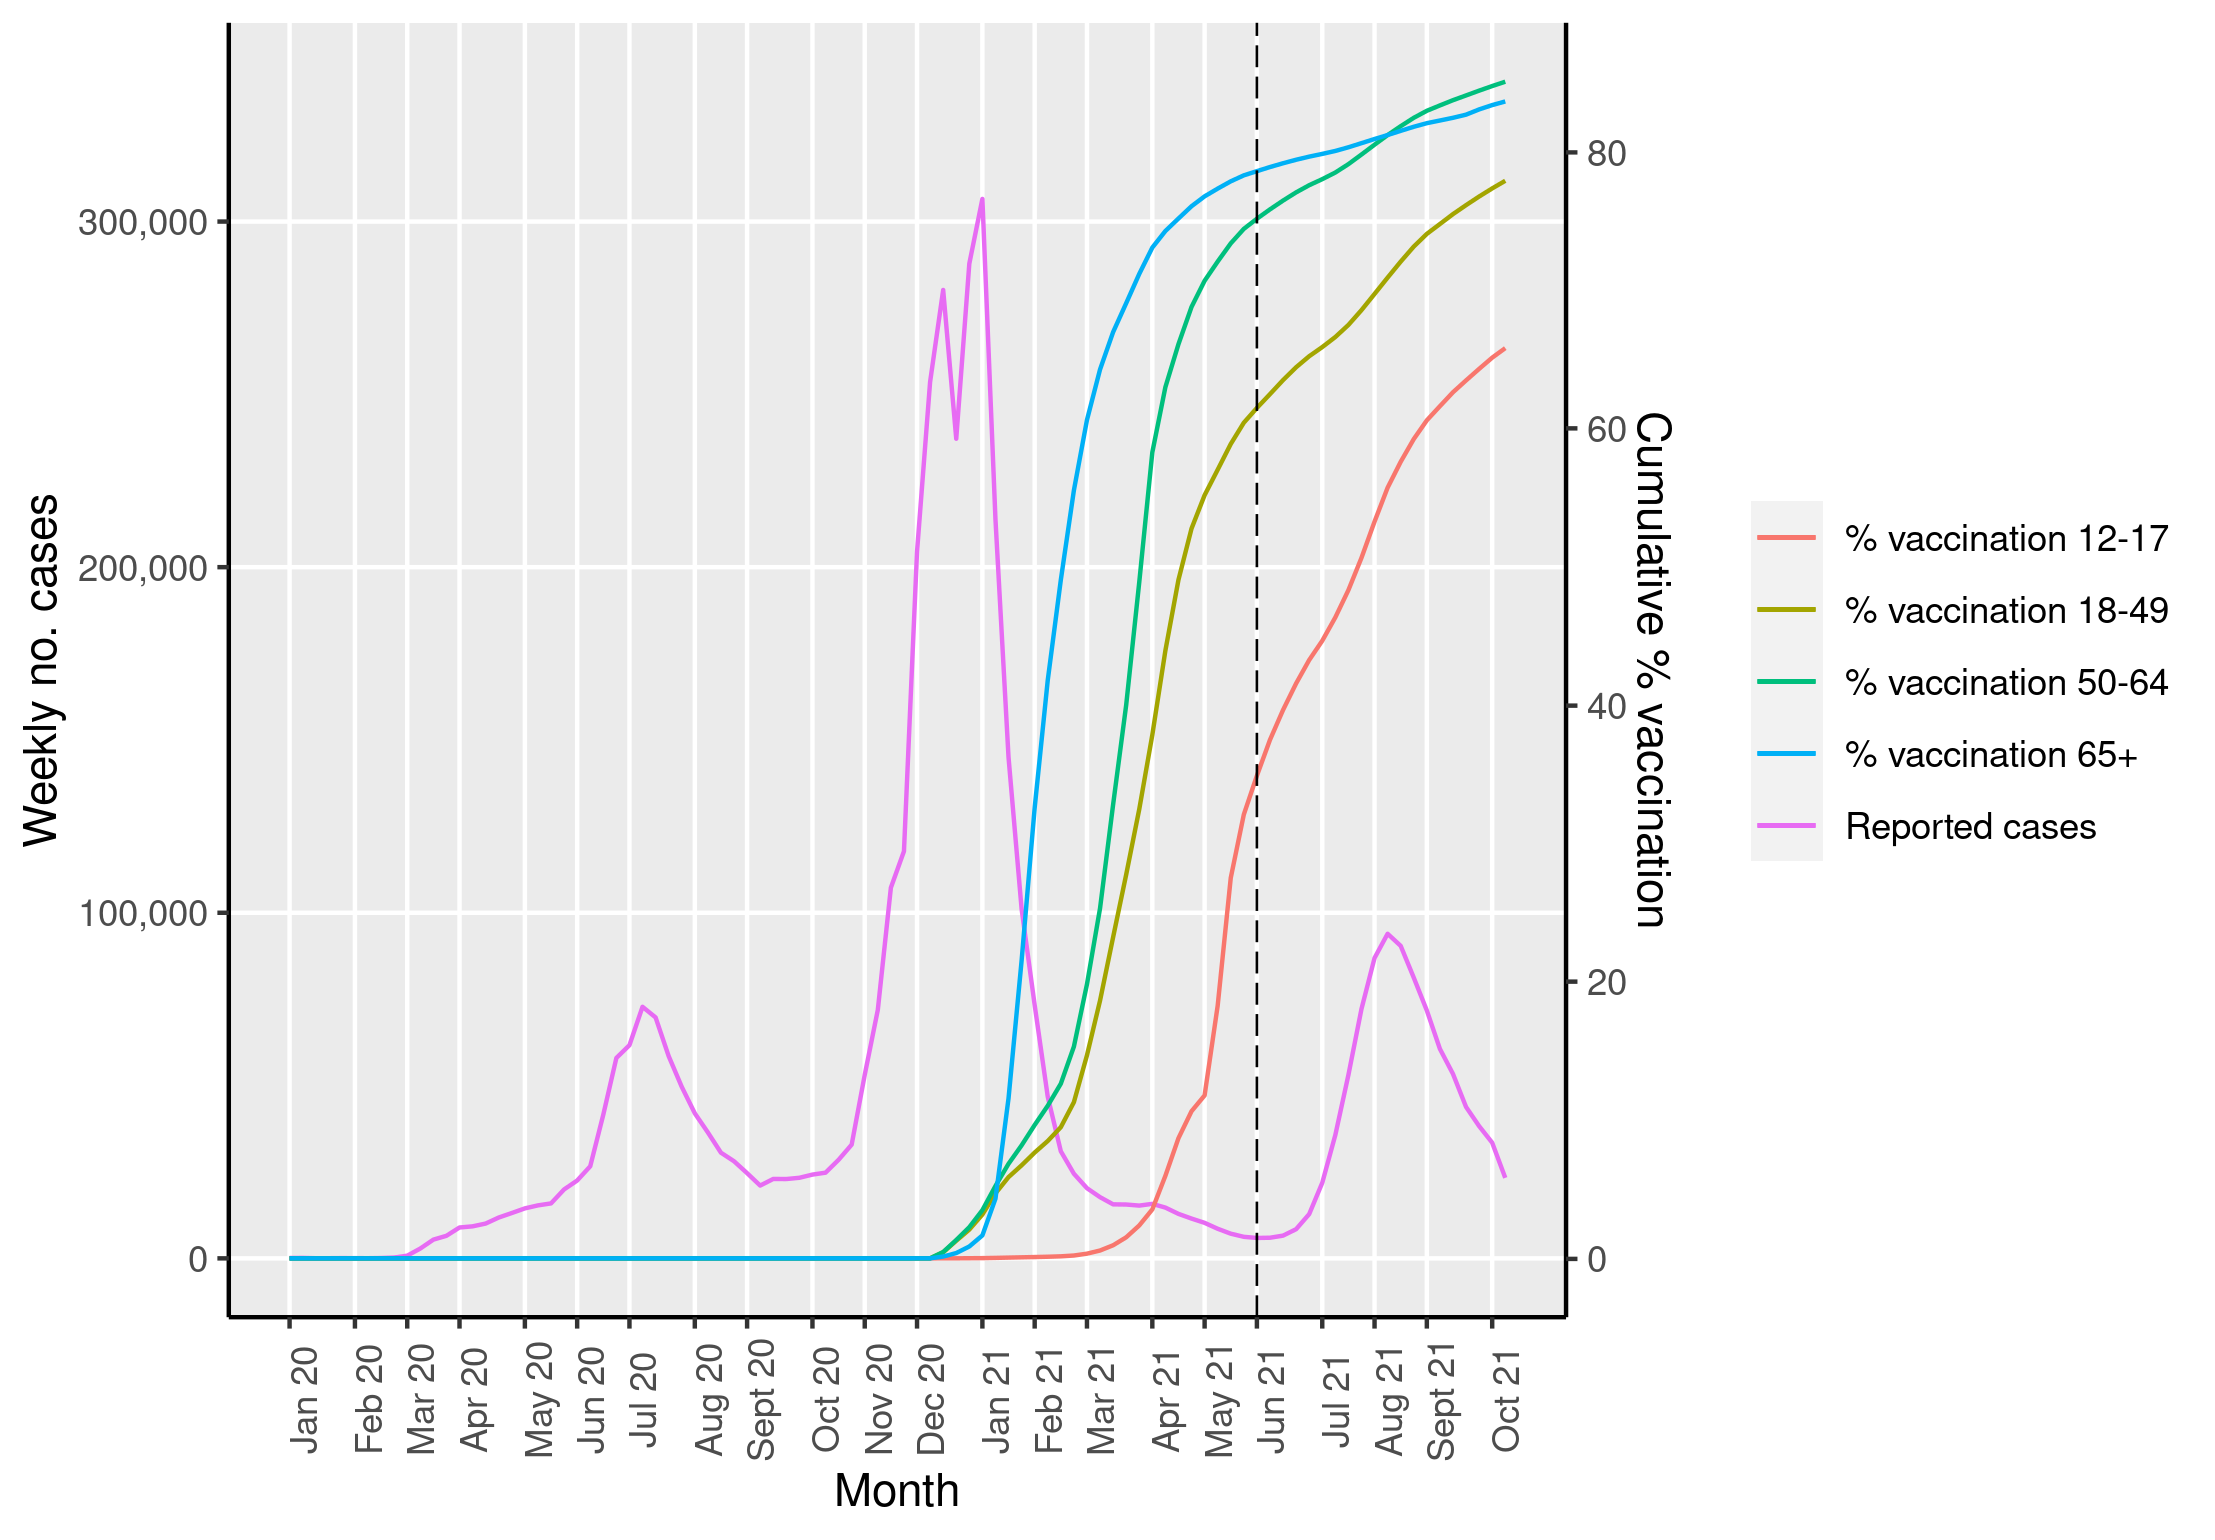 Weekly no. cases
300,000
200,000
100,000
0
80
60
40
20
0
Cumulative % vaccination
Jan 20
Feb 20
Mar 20
Apr 20
May 20
Jun 20
Jul 20
Aug 20
Sept 20
Oct 20
Nov 20
Dec 20
Jan 21
Feb 21
Mar 21
Apr 21
May 21
Jun 21
Jul 21
Aug 21
Sept 21
Oct 21
Month
% vaccination 12-17
% vaccination 18-49
% vaccination 50-64
% vaccination 65+
Reported cases